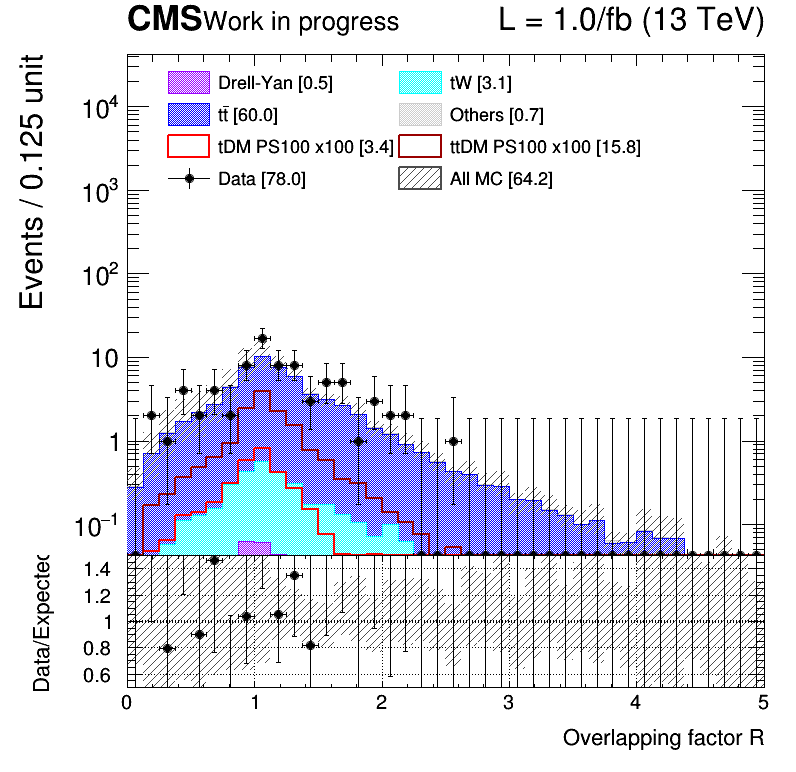 CMS Work in progress L = 1.0/fb (13 TeV)
Events / 0.125 unit
Drell-Yan [0.5] tW [3.1]
tt̄ [60.0] Others [0.7]
tDM PS100 x100 [3.4] ttDM PS100 x100 [15.8]
Data [78.0] All MC [64.2]
10⁴
10³
10²
10
1
10⁻¹
Data/Expected
1.4
1.2
1
0.8
0.6
0 1 2 3 4 5
Overlapping factor R